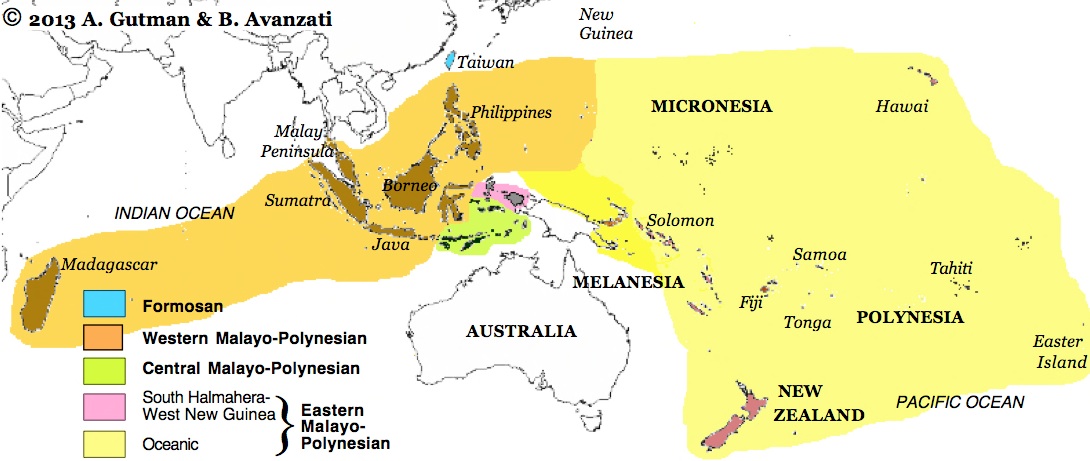 © 2013 A. Gutman & B. Avanzati
New
Guinea
Taiwan
Philippines
MICRONESIA
Hawai
Malay
Peninsula
Borneo
Sumatra
INDIAN OCEAN
Java
Solomon
Madagascar
MELANESIA
Samoa
Tahiti
Fiji
Tonga
POLYNESIA
AUSTRALIA
Easter
Island
NEW
ZEALAND
PACIFIC OCEAN
Formosan
Western Malayo-Polynesian
Central Malayo-Polynesian
South Halmahera-
West New Guinea
Eastern
Malayo-
Polynesian
Oceanic